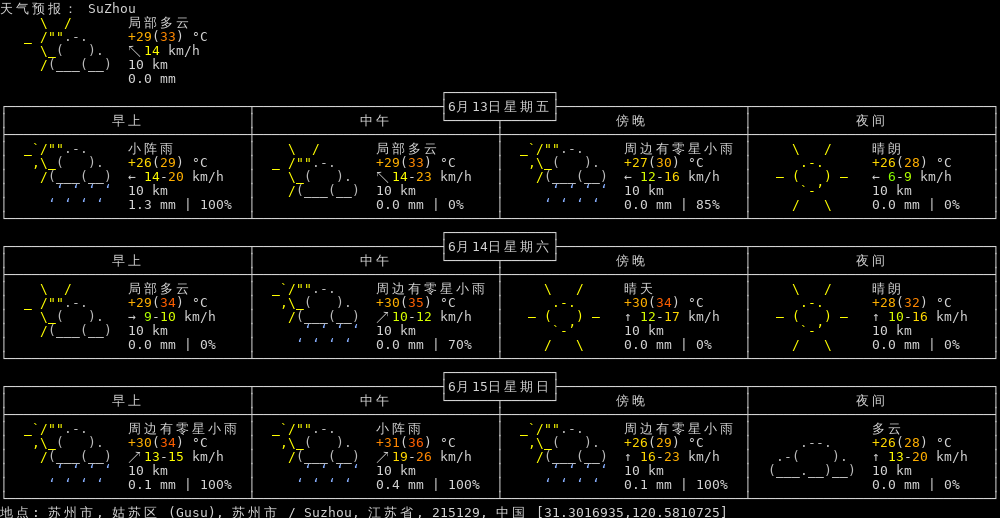 天气预报: SuZhou
局部多云
+29(33) °C
↖ 14 km/h
10 km
0.0 mm
6月13日星期五
早上 中午 傍晚 夜间
小阵雨 局部多云 周边有零星小雨 晴朗
+26(29) °C +29(33) °C +27(30) °C +26(28) °C
← 14-20 km/h ↖ 14-23 km/h ← 12-16 km/h ← 6-9 km/h
10 km 10 km 10 km 10 km
1.3 mm | 100% 0.0 mm | 0% 0.0 mm | 85% 0.0 mm | 0%
6月14日星期六
早上 中午 傍晚 夜间
局部多云 周边有零星小雨 晴天 晴朗
+29(34) °C +30(35) °C +30(34) °C +28(32) °C
→ 9-10 km/h ↗ 10-12 km/h ↑ 12-17 km/h ↑ 10-16 km/h
10 km 10 km 10 km 10 km
0.0 mm | 0% 0.0 mm | 70% 0.0 mm | 0% 0.0 mm | 0%
6月15日星期日
早上 中午 傍晚 夜间
周边有零星小雨 小阵雨 周边有零星小雨 多云
+30(34) °C +31(36) °C +26(29) °C +26(29) °C
↗ 13-15 km/h ↗ 19-26 km/h ↑ 16-23 km/h ↑ 13-20 km/h
10 km 10 km 10 km 10 km
0.1 mm | 100% 0.4 mm | 100% 0.1 mm | 100% 0.0 mm | 0%
地点: 苏州市, 姑苏区 (Gusu), 苏州市 / Suzhou, 江苏省, 215129, 中国 [31.3016935,120.5810725]